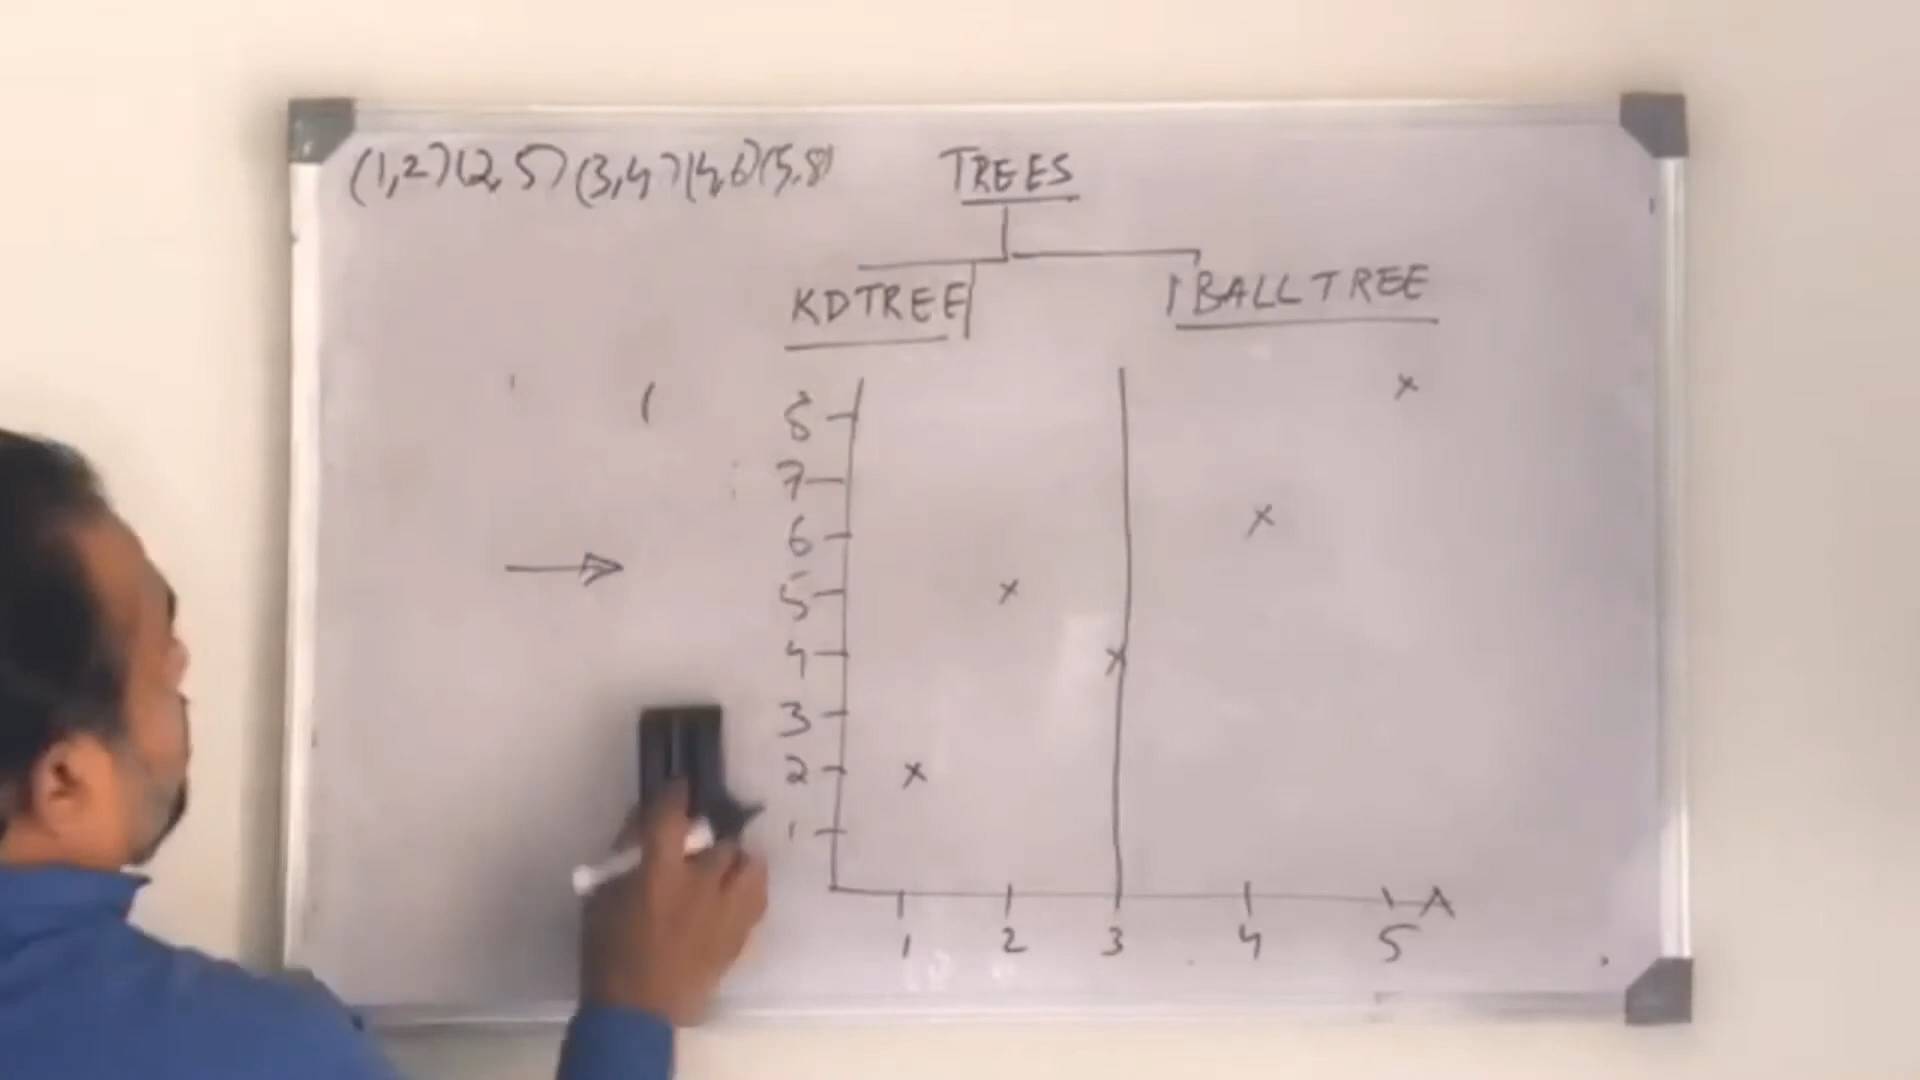 (1,2) (2,5) (3,4) (4,6) (5,8)
TREES
KDTREE
BALLTREE
8
7
6
5
4
3
2
1
1 2 3 4 5